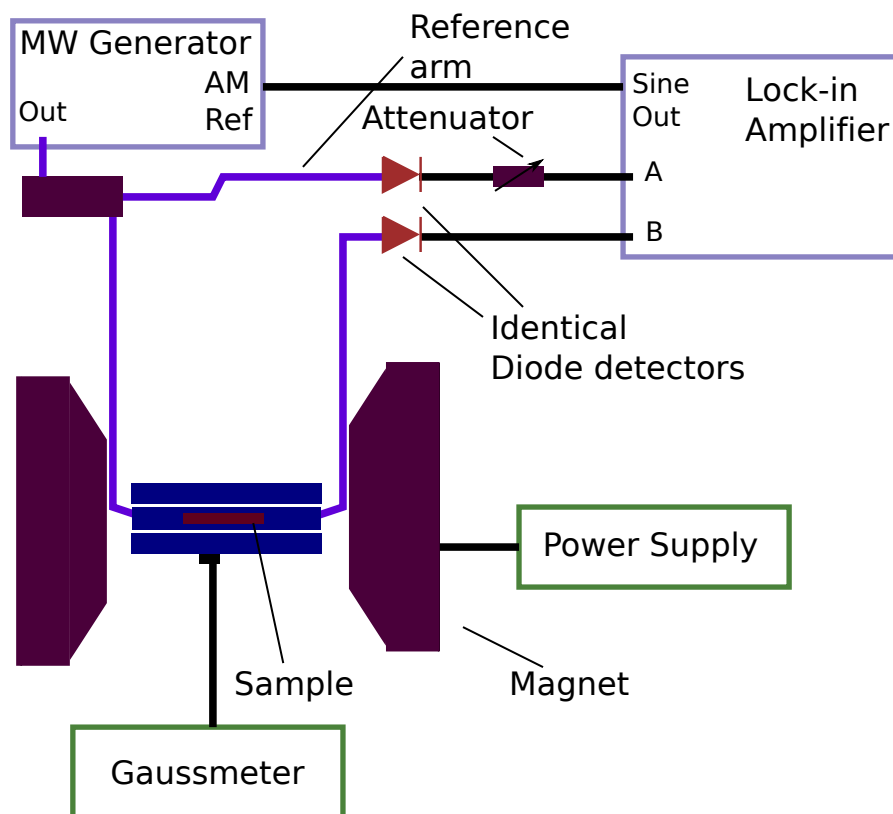 MW Generator
AM
Ref
Out
Reference
arm
Attenuator
Sine
Out
Lock-in
Amplifier
A
B
Identical
Diode detectors
Power Supply
Sample
Magnet
Gaussmeter